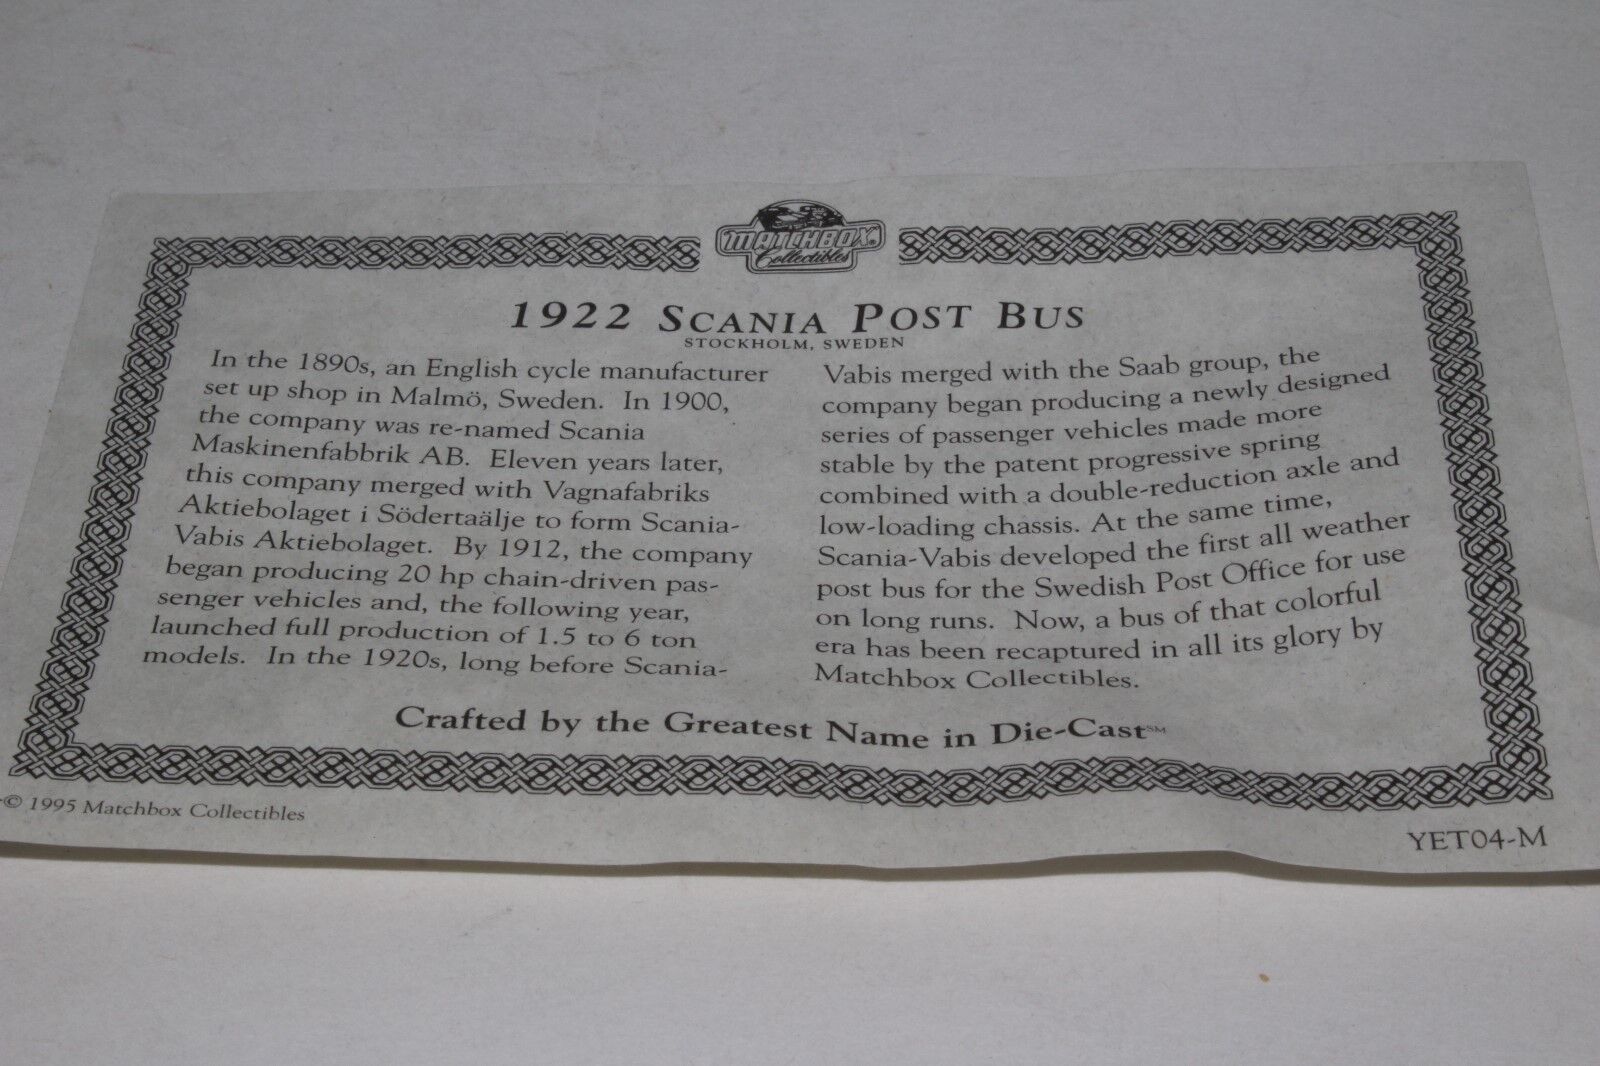 MATCHBOX®
Collectibles
1922 SCANIA POST BUS
STOCKHOLM, SWEDEN
In the 1890s, an English cycle manufacturer
set up shop in Malmö, Sweden. In 1900,
the company was re-named Scania
Maskinenfabbrik AB. Eleven years later,
this company merged with Vagnafabriks
Aktiebolaget i Södertaälje to form Scania-
Vabis Aktiebolaget. By 1912, the company
began producing 20 hp chain-driven pas-
senger vehicles and, the following year,
launched full production of 1.5 to 6 ton
models. In the 1920s, long before Scania-
Vabis merged with the Saab group, the
company began producing a newly designed
series of passenger vehicles made more
stable by the patent progressive spring
combined with a double-reduction axle and
low-loading chassis. At the same time,
Scania-Vabis developed the first all weather
post bus for the Swedish Post Office for use
on long runs. Now, a bus of that colorful
era has been recaptured in all its glory by
Matchbox Collectibles.
Crafted by the Greatest Name in Die-Cast℠
© 1995 Matchbox Collectibles
YET04-M